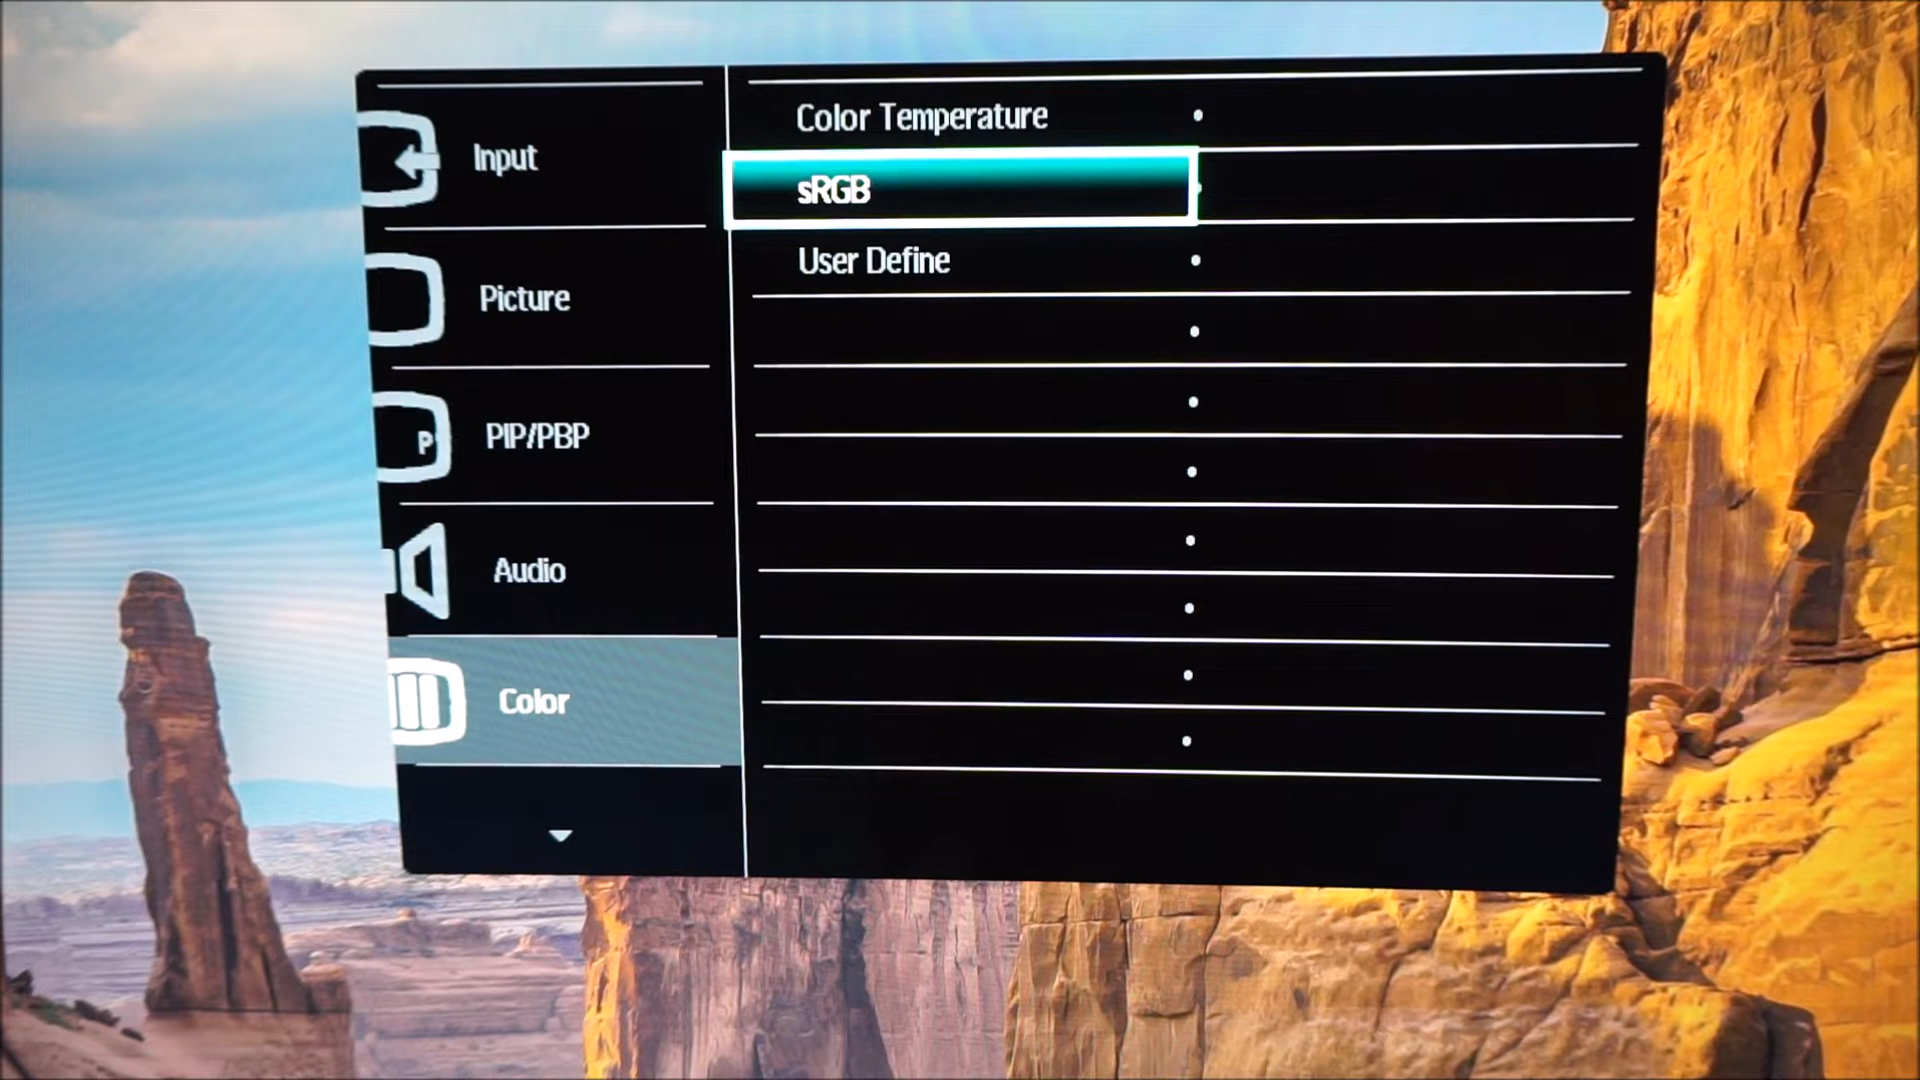 Input
Picture
P
PIP/PBP
Audio
Color
Color Temperature
sRGB
User Define